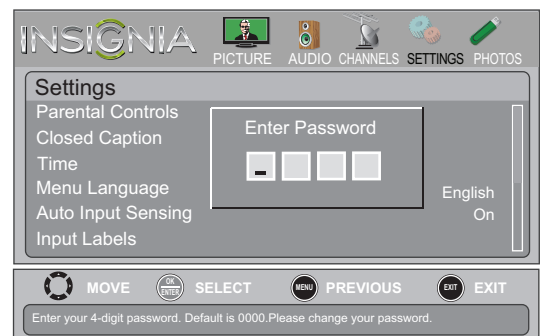 INSIGNIA
PICTURE AUDIO CHANNELS SETTINGS PHOTOS
Settings
Parental Controls
Closed Caption
Time
Menu Language English
Auto Input Sensing On
Input Labels
Enter Password
MOVE OK ENTER SELECT MENU PREVIOUS EXIT EXIT
Enter your 4-digit password. Default is 0000.Please change your password.